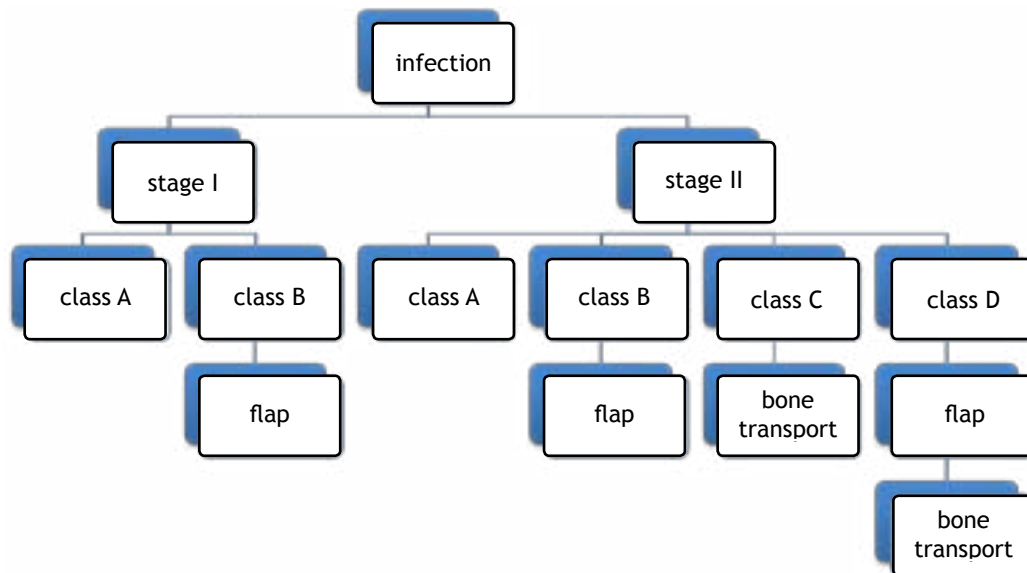 infection
stage I
stage II
class A
class B
class A
class B
class C
class D
flap
flap
bone
transport
flap
bone
transport